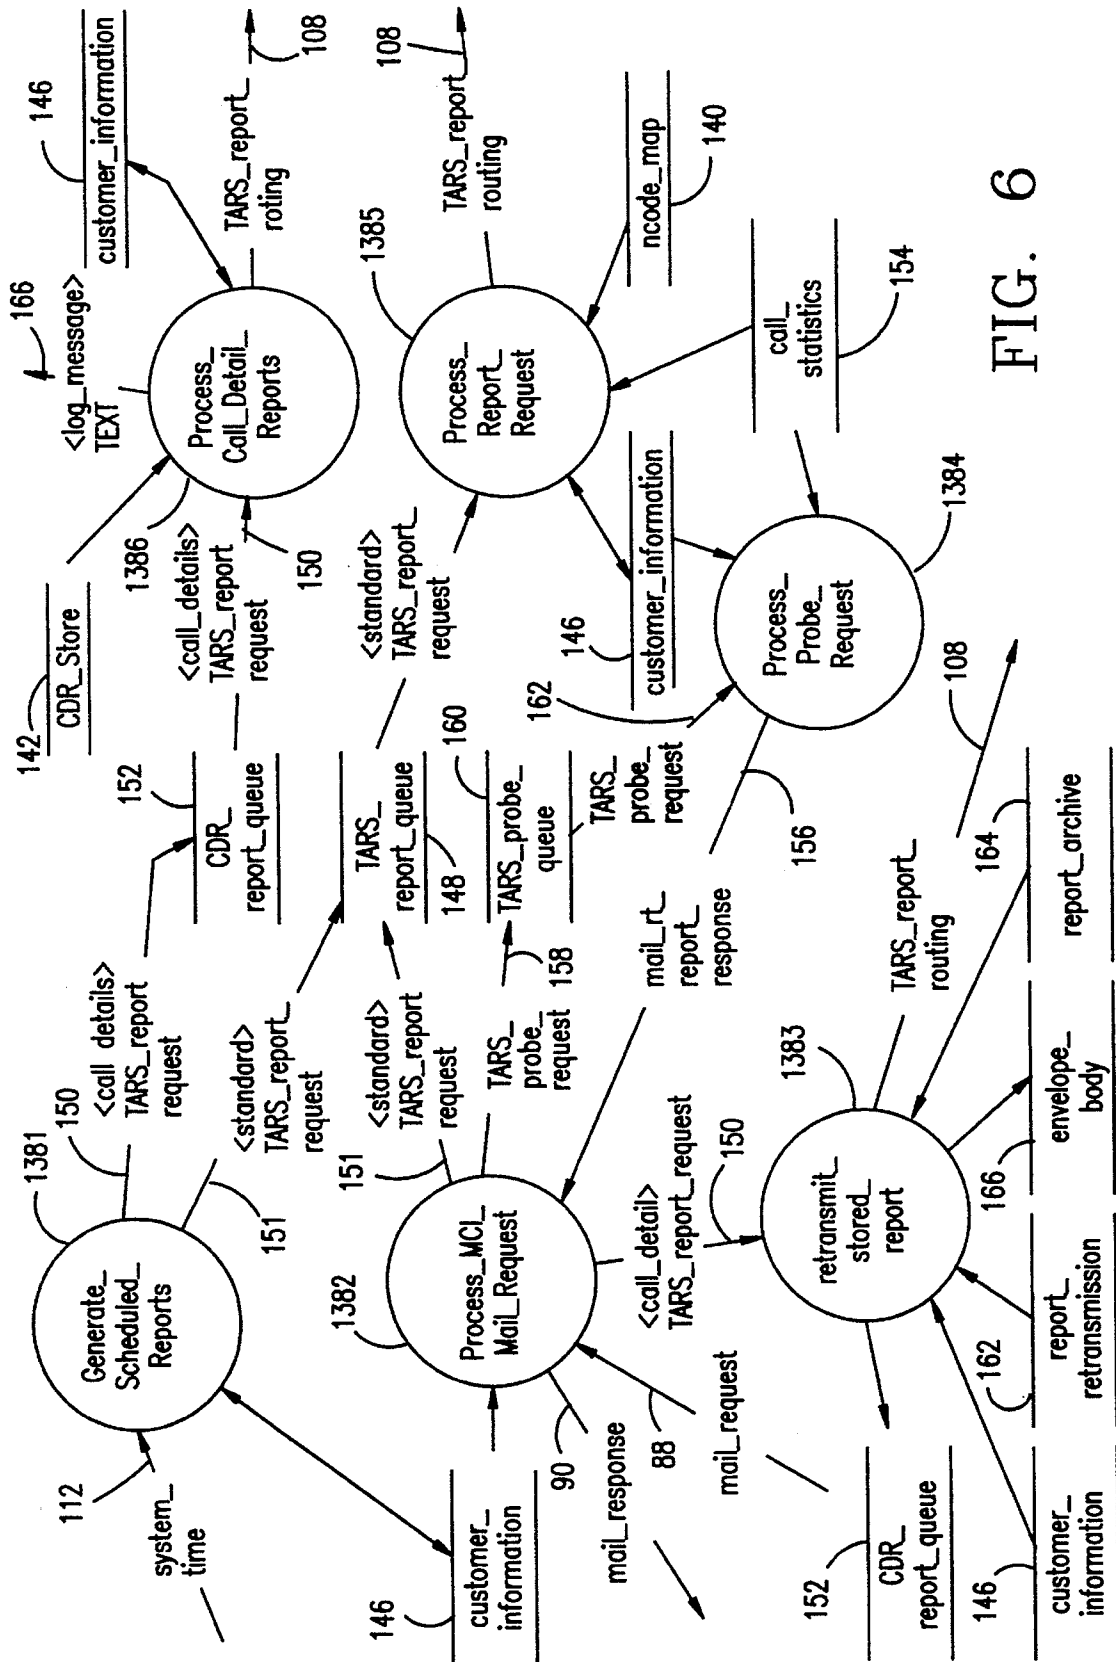 112
system_
time
Generate_
Scheduled_
Reports
1381
150
<call details>
TARS_report
request
151
<standard>
TARS_report_
request
152
CDR_
report_queue
142
CDR_Store
<call_details>
TARS_report
request
1386
150
<log_message>
TEXT
166
Process_
Call_Detail_
Reports
146
customer_information
TARS_report_
roting
108
146
customer_
information
1382
Process_MCI_
Mail_Request
151
<standard>
TARS_report
request
TARS_
probe_
request
158
TARS_
report_queue
148
160
TARS_probe_
queue
<standard>
TARS_report_
request
TARS_
probe_
request
162
1385
Process_
Report_
Request
TARS_report_
routing
108
ncode_map
140
146
customer_information
call_
statistics
154
Process_
Probe_
Request
1384
mail_rt_
report_
response
156
90
mail_response
88
mail_request
<call_detail>
TARS_report_request
150
1383
retransmit_
stored_
report
TARS_report_
routing
108
152
CDR_
report_queue
146
customer_
information
162
report_
retransmission
166
envelope_
body
164
report_archive
FIG. 6